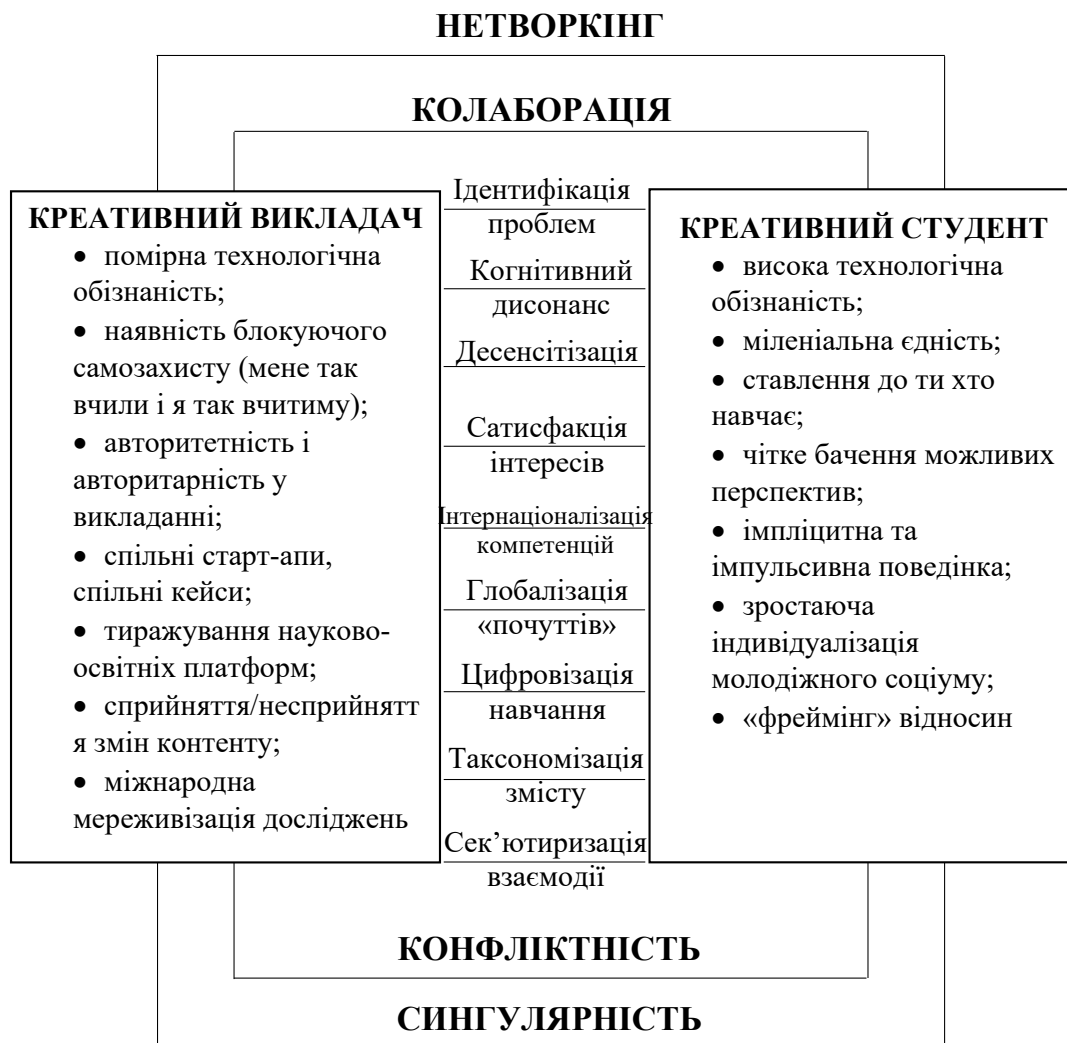 НЕТВОРКІНГ
КОЛАБОРАЦІЯ
КРЕАТИВНИЙ ВИКЛАДАЧ
• помірна технологічна
обізнаність;
• наявність блокуючого
самозахисту (мене так
вчили і я так вчитиму);
• авторитетність і
авторитарність у
викладанні;
• спільні старт-апи,
спільні кейси;
• тиражування науково-
освітніх платформ;
• сприйняття/несприйнятт
я змін контенту;
• міжнародна
мереживізація досліджень
Ідентифікація
проблем
Когнітивний
дисонанс
Десенсітізація
Сатисфакція
інтересів
Інтернаціоналізація
компетенцій
Глобалізація
«почуттів»
Цифровізація
навчання
Таксономізація
змісту
Сек’ютиризація
взаємодії
КРЕАТИВНИЙ СТУДЕНТ
• висока технологічна
обізнаність;
• міленіальна єдність;
• ставлення до ти хто
навчає;
• чітке бачення можливих
перспектив;
• імпліцитна та
імпульсивна поведінка;
• зростаюча
індивідуалізація
молодіжного соціуму;
• «фреймінг» відносин
КОНФЛІКТНІСТЬ
СИНГУЛЯРНІСТЬ